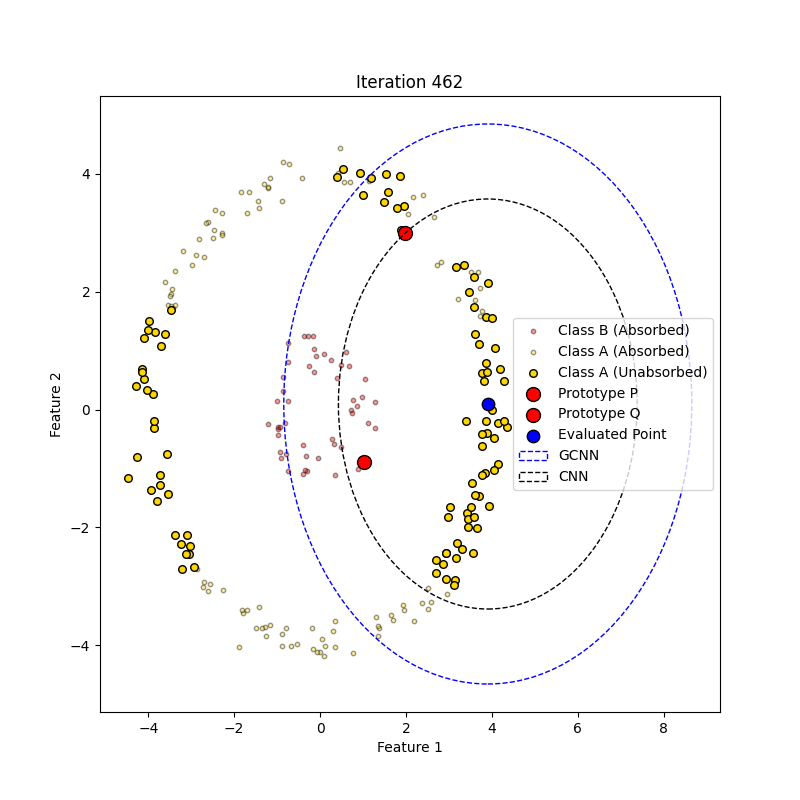 Iteration 462
Feature 2
4
2
0
−2
−4
Class B (Absorbed)
Class A (Absorbed)
Class A (Unabsorbed)
Prototype P
Prototype Q
Evaluated Point
GCNN
CNN
−4 −2 0 2 4 6 8
Feature 1